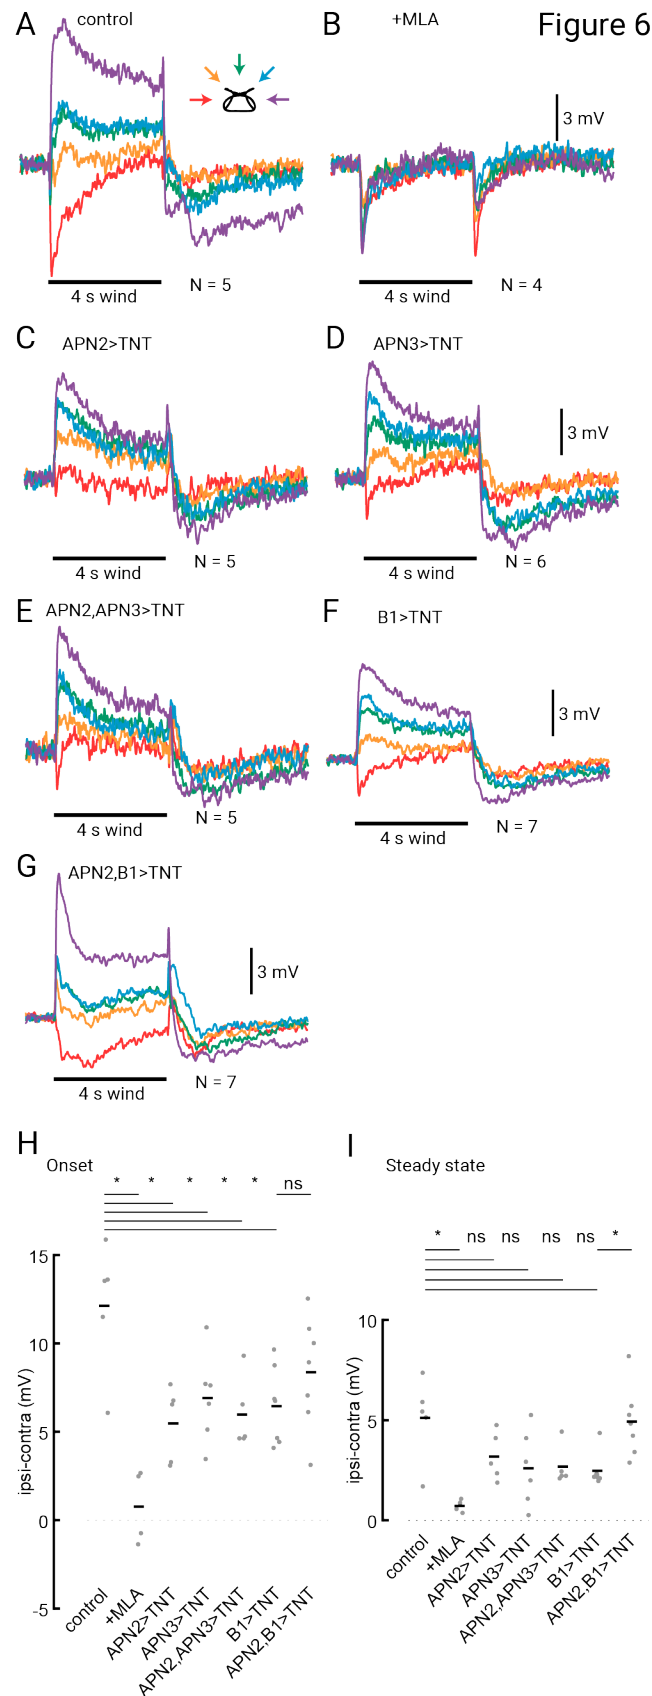 Figure 6
A
control
B
+MLA
3 mV
4 s wind
N = 5
4 s wind
N = 4
C
APN2>TNT
D
APN3>TNT
3 mV
4 s wind
N = 5
4 s wind
N = 6
E
APN2,APN3>TNT
F
B1>TNT
3 mV
4 s wind
N = 5
4 s wind
N = 7
G
APN2,B1>TNT
3 mV
4 s wind
N = 7
H
Onset
* * * * * ns
15
10
5
0
-5
ipsi-contra (mV)
control
+MLA
APN2>TNT
APN3>TNT
APN2,APN3>TNT
B1>TNT
APN2,B1>TNT
I
Steady state
* ns ns ns ns *
10
5
0
ipsi-contra (mV)
control
+MLA
APN2>TNT
APN3>TNT
APN2,APN3>TNT
B1>TNT
APN2,B1>TNT